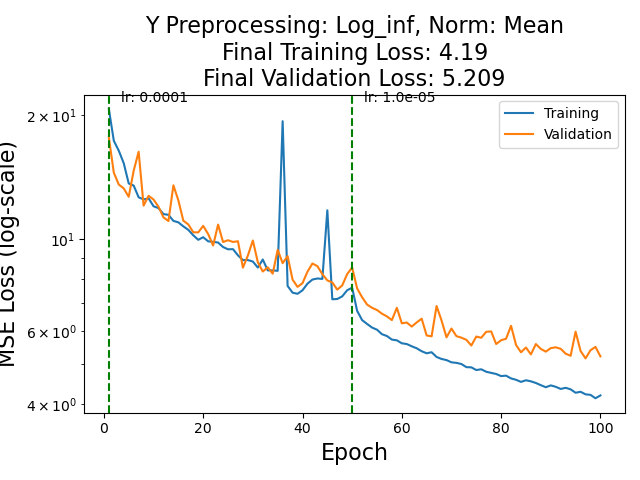 Y Preprocessing: Log_inf, Norm: Mean
Final Training Loss: 4.19
Final Validation Loss: 5.209
lr: 0.0001
lr: 1.0e-05
Training
Validation
MSE Loss (log-scale)
2 × 10¹
10¹
6 × 10⁰
4 × 10⁰
0 20 40 60 80 100
Epoch